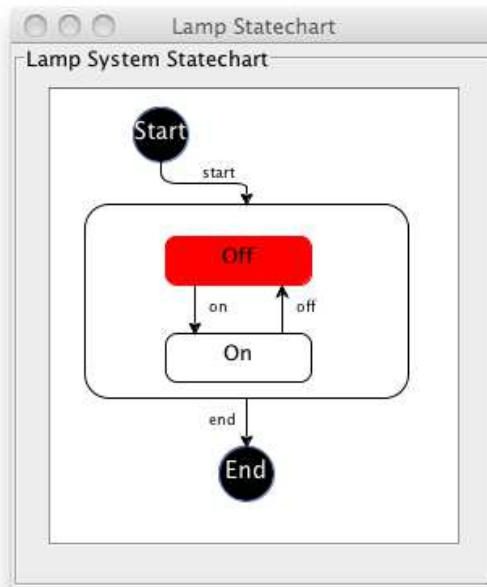 Lamp Statechart
Lamp System Statechart
Start
start
Off
on off
On
end
End